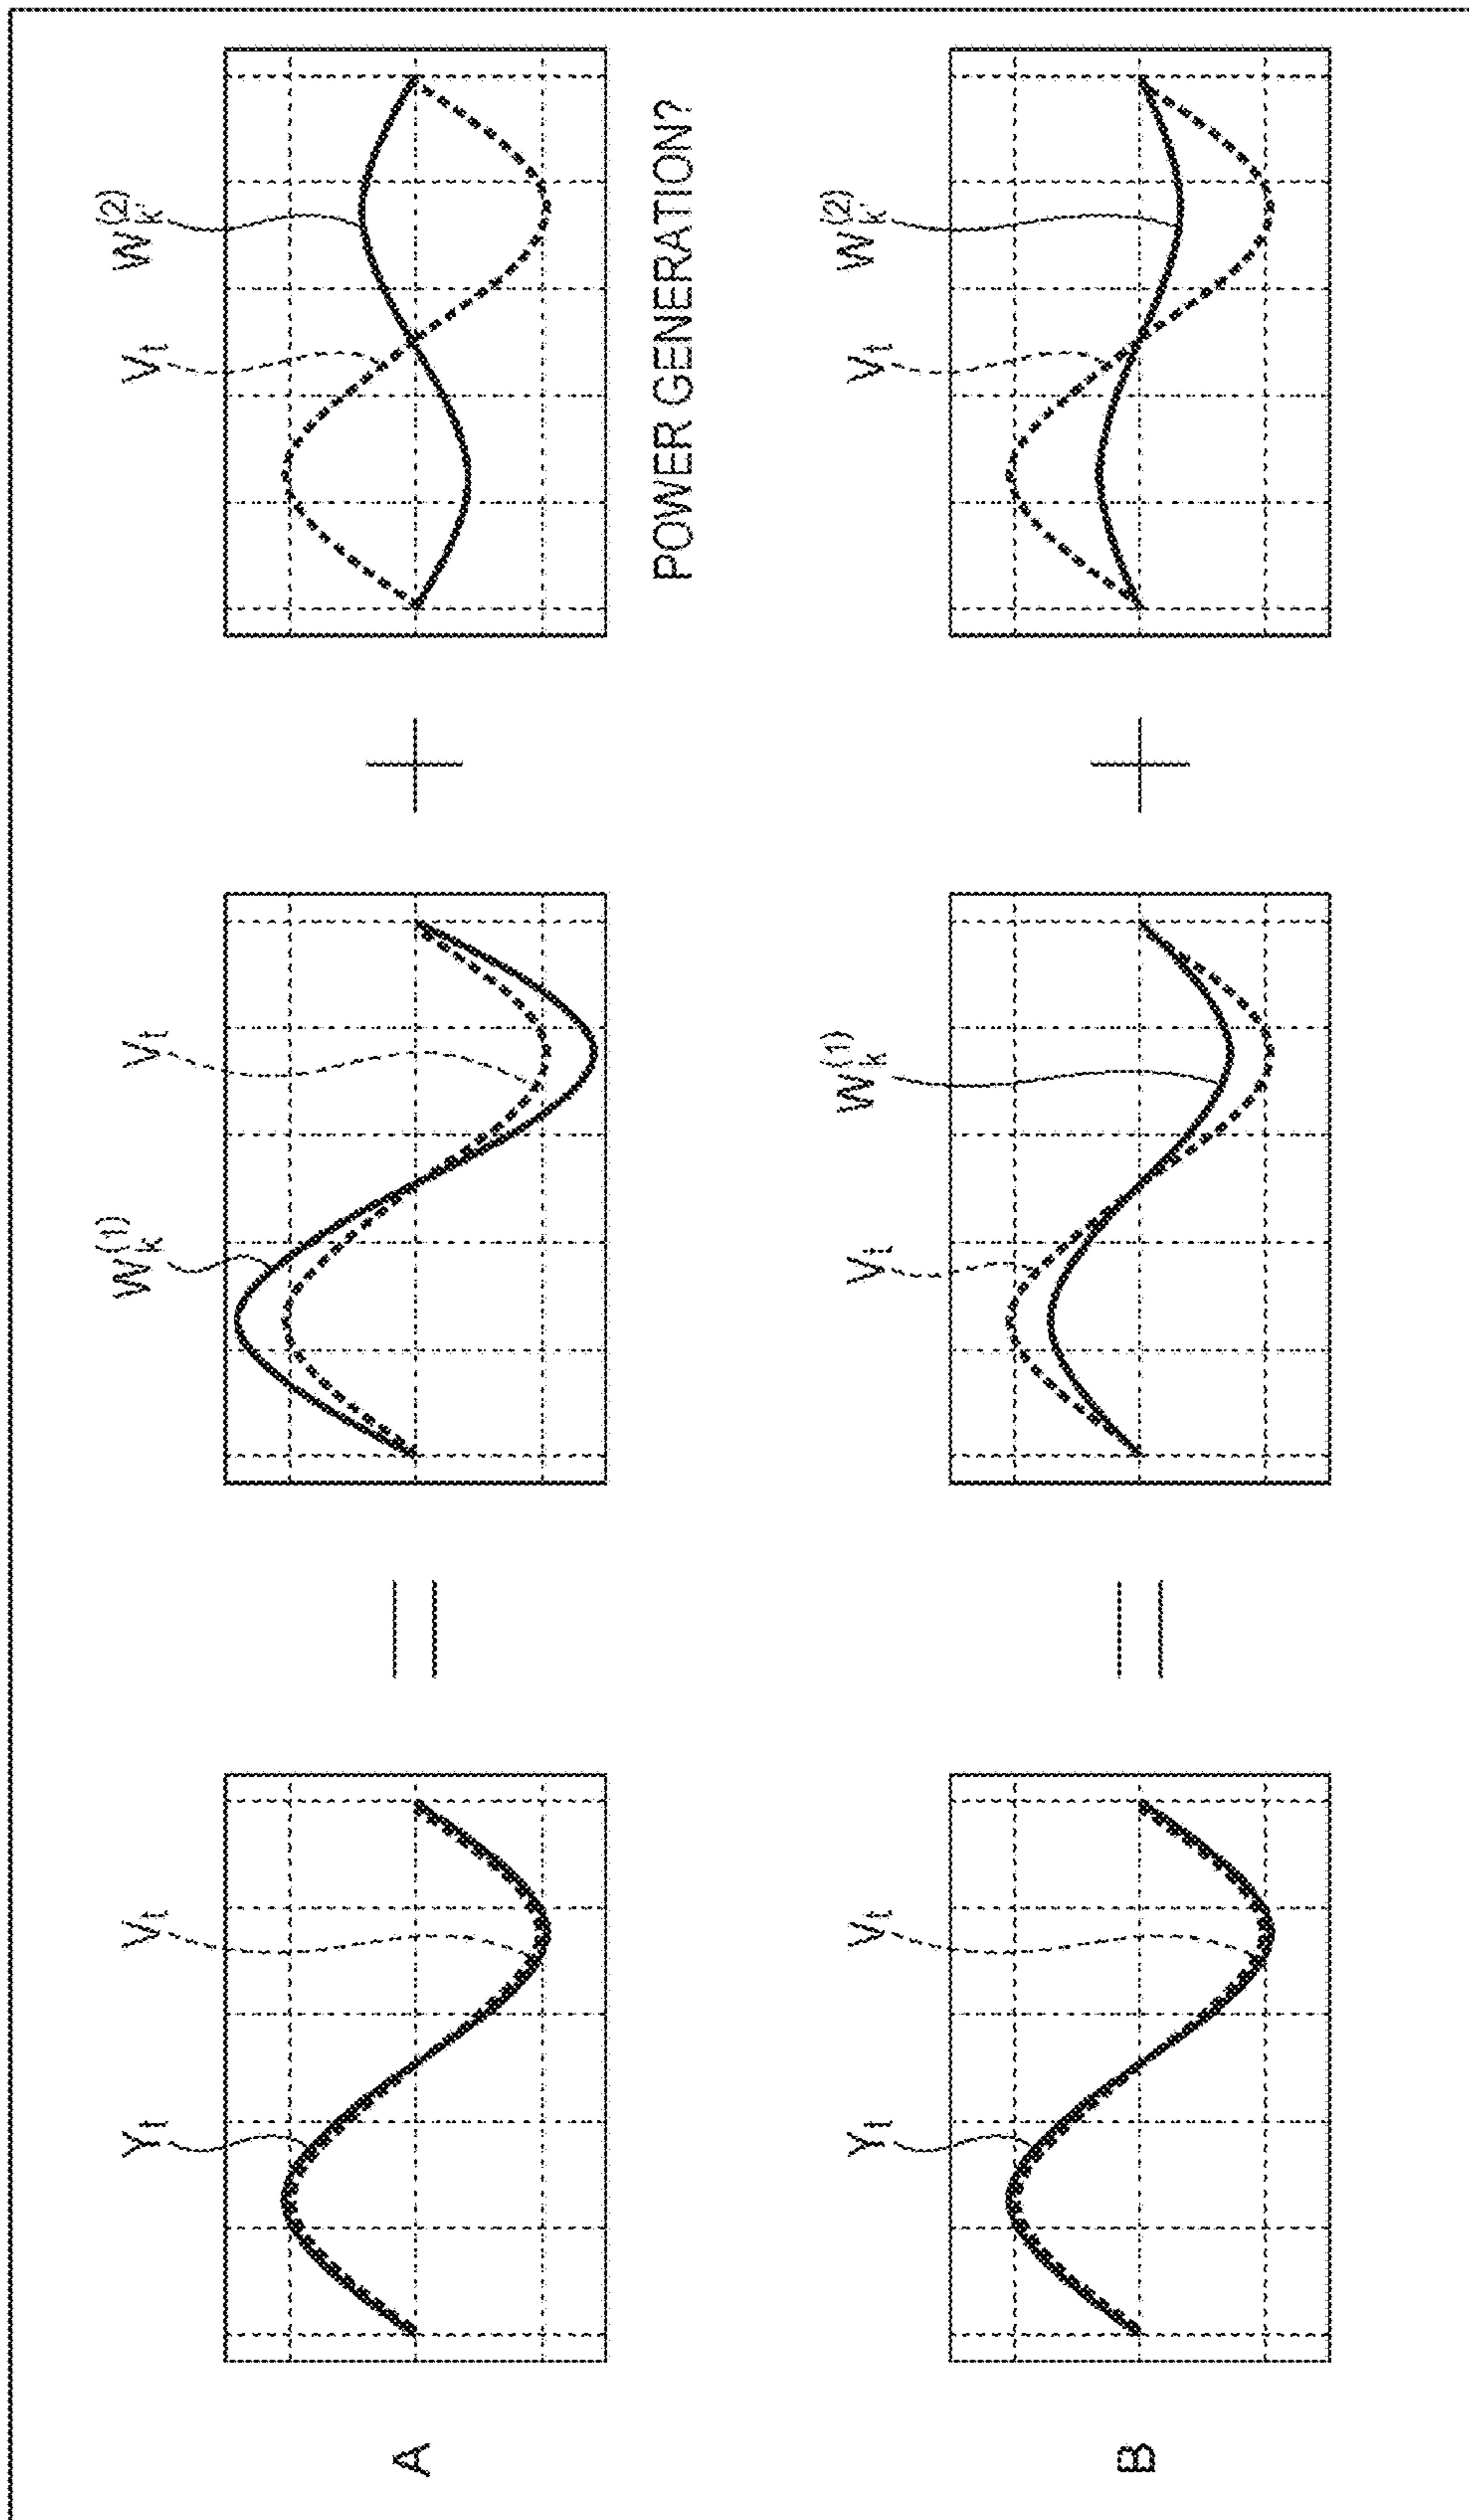 A
Yt
Vt
=
Wk(1)
Vt
+
Vt
Wk'(2)
POWER GENERATION?
B
Yt
Vt
=
Vt
Wk(1)
+
Vt
Wk'(2)